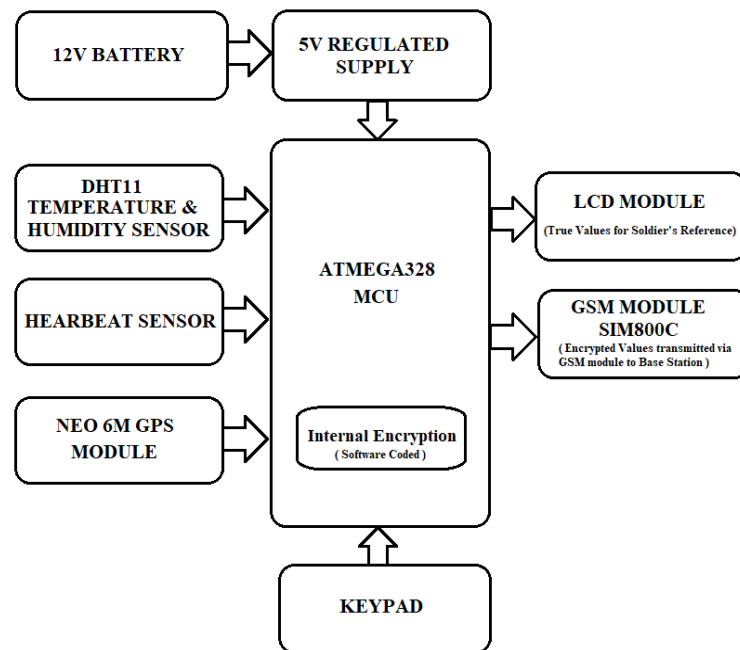 12V BATTERY
5V REGULATED
SUPPLY
DHT11
TEMPERATURE &
HUMIDITY SENSOR
HEARBEAT SENSOR
NEO 6M GPS
MODULE
ATMEGA328
MCU
Internal Encryption
( Software Coded )
LCD MODULE
(True Values for Soldier's Reference)
GSM MODULE
SIM800C
( Encrypted Values transmitted via
GSM module to Base Station )
KEYPAD